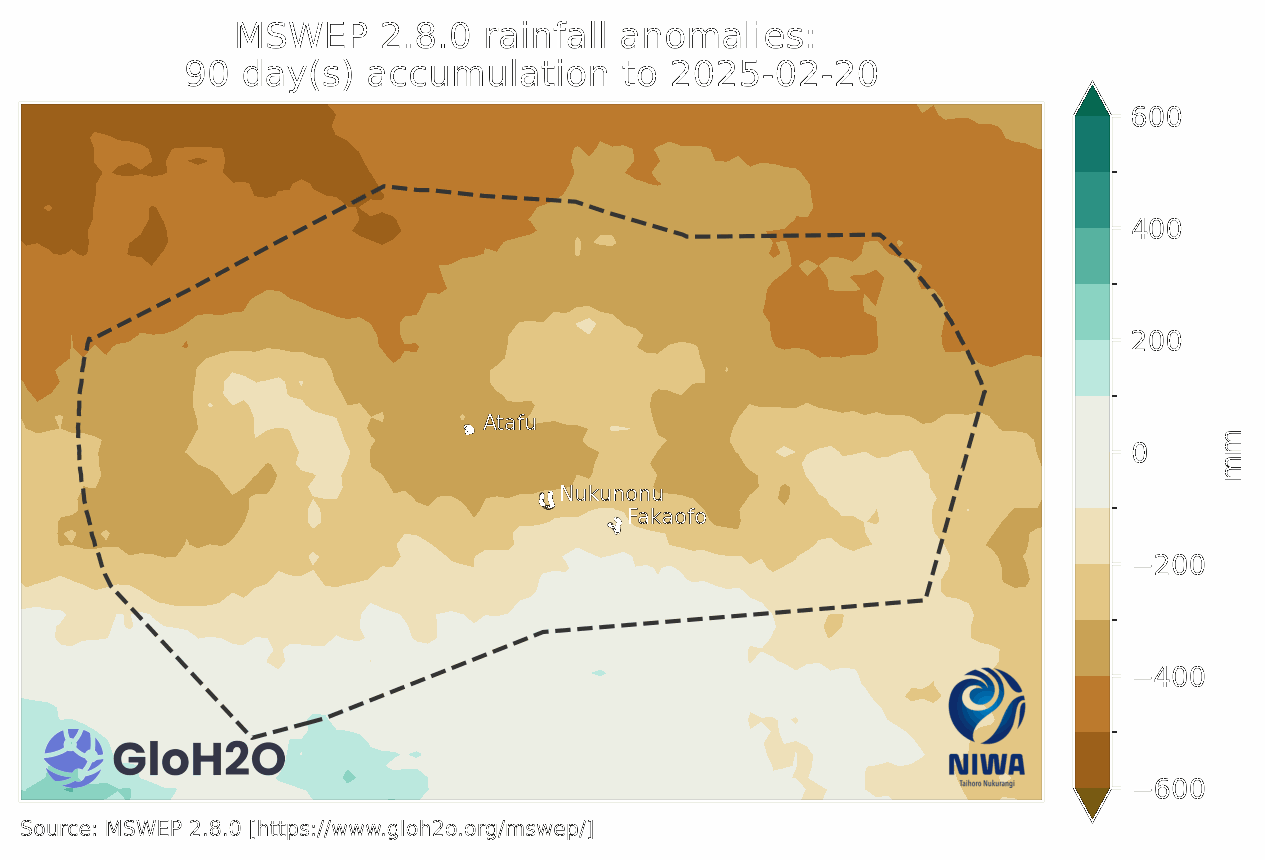 MSWEP 2.8.0 rainfall anomalies:
90 day(s) accumulation to 2025-02-20
600
400
200
0
−200
−400
−600
mm
Atafu
Nukunonu
Fakaofo
GloH2O
NIWA
Taihoro Nukurangi
Source: MSWEP 2.8.0 [https://www.gloh2o.org/mswep/]